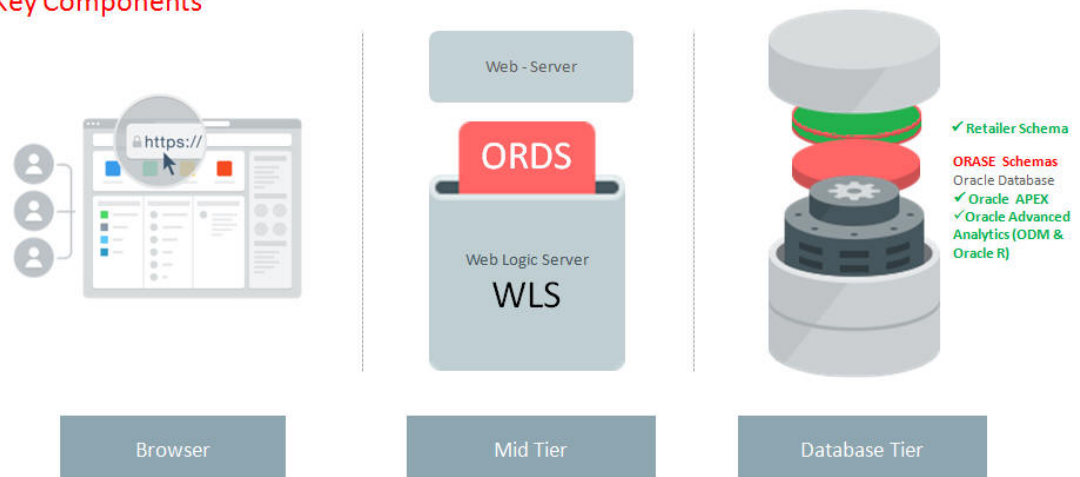 Key Components
https://
Web - Server
ORDS
Web Logic Server
WLS
✓ Retailer Schema
ORASE Schemas
Oracle Database
✓ Oracle APEX
✓Oracle Advanced
Analytics (ODM &
Oracle R)
Browser
Mid Tier
Database Tier